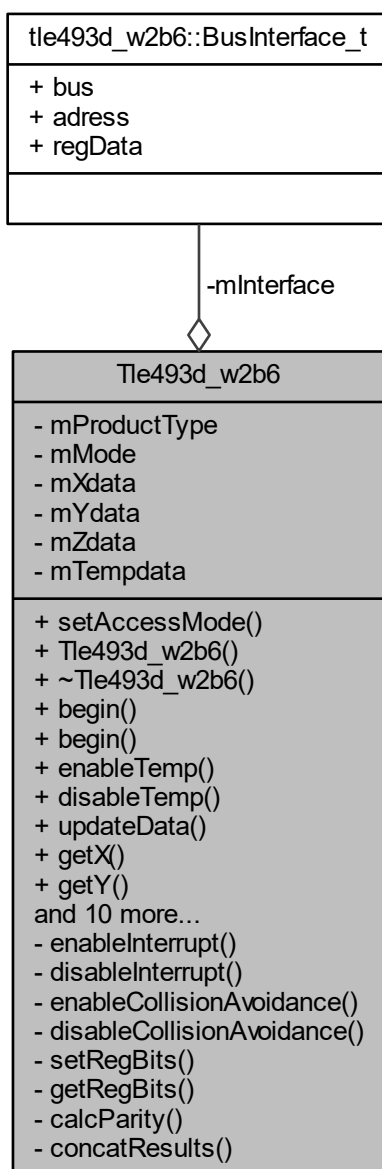 tle493d_w2b6::BusInterface_t
+ bus
+ adress
+ regData
-mInterface
Tle493d_w2b6
- mProductType
- mMode
- mXdata
- mYdata
- mZdata
- mTempdata
+ setAccessMode()
+ Tle493d_w2b6()
+ ~Tle493d_w2b6()
+ begin()
+ begin()
+ enableTemp()
+ disableTemp()
+ updateData()
+ getX()
+ getY()
and 10 more...
- enableInterrupt()
- disableInterrupt()
- enableCollisionAvoidance()
- disableCollisionAvoidance()
- setRegBits()
- getRegBits()
- calcParity()
- concatResults()